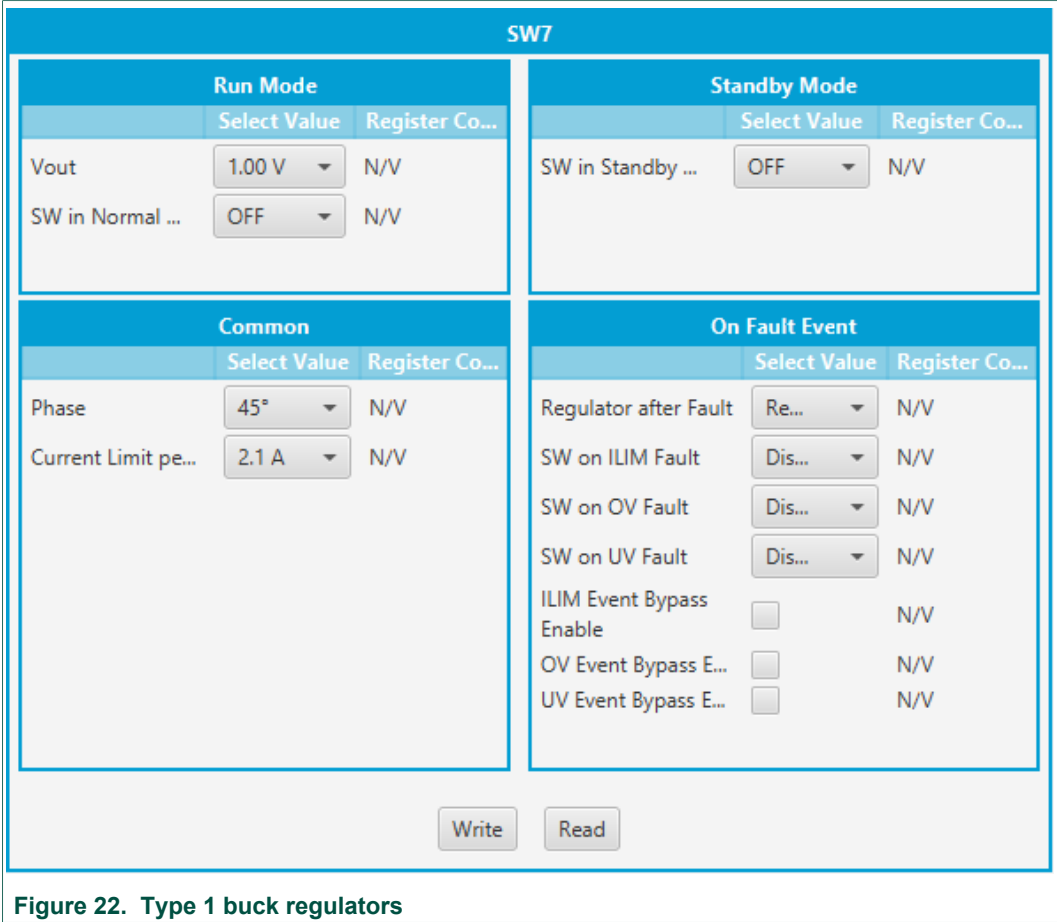 SW7
Run Mode
Select Value Register Co...
Vout 1.00 V N/V
SW in Normal ... OFF N/V
Standby Mode
Select Value Register Co...
SW in Standby ... OFF N/V
Common
Select Value Register Co...
Phase 45° N/V
Current Limit pe... 2.1 A N/V
On Fault Event
Select Value Register Co...
Regulator after Fault Re... N/V
SW on ILIM Fault Dis... N/V
SW on OV Fault Dis... N/V
SW on UV Fault Dis... N/V
ILIM Event Bypass
Enable N/V
OV Event Bypass E... N/V
UV Event Bypass E... N/V
Write Read
Figure 22. Type 1 buck regulators